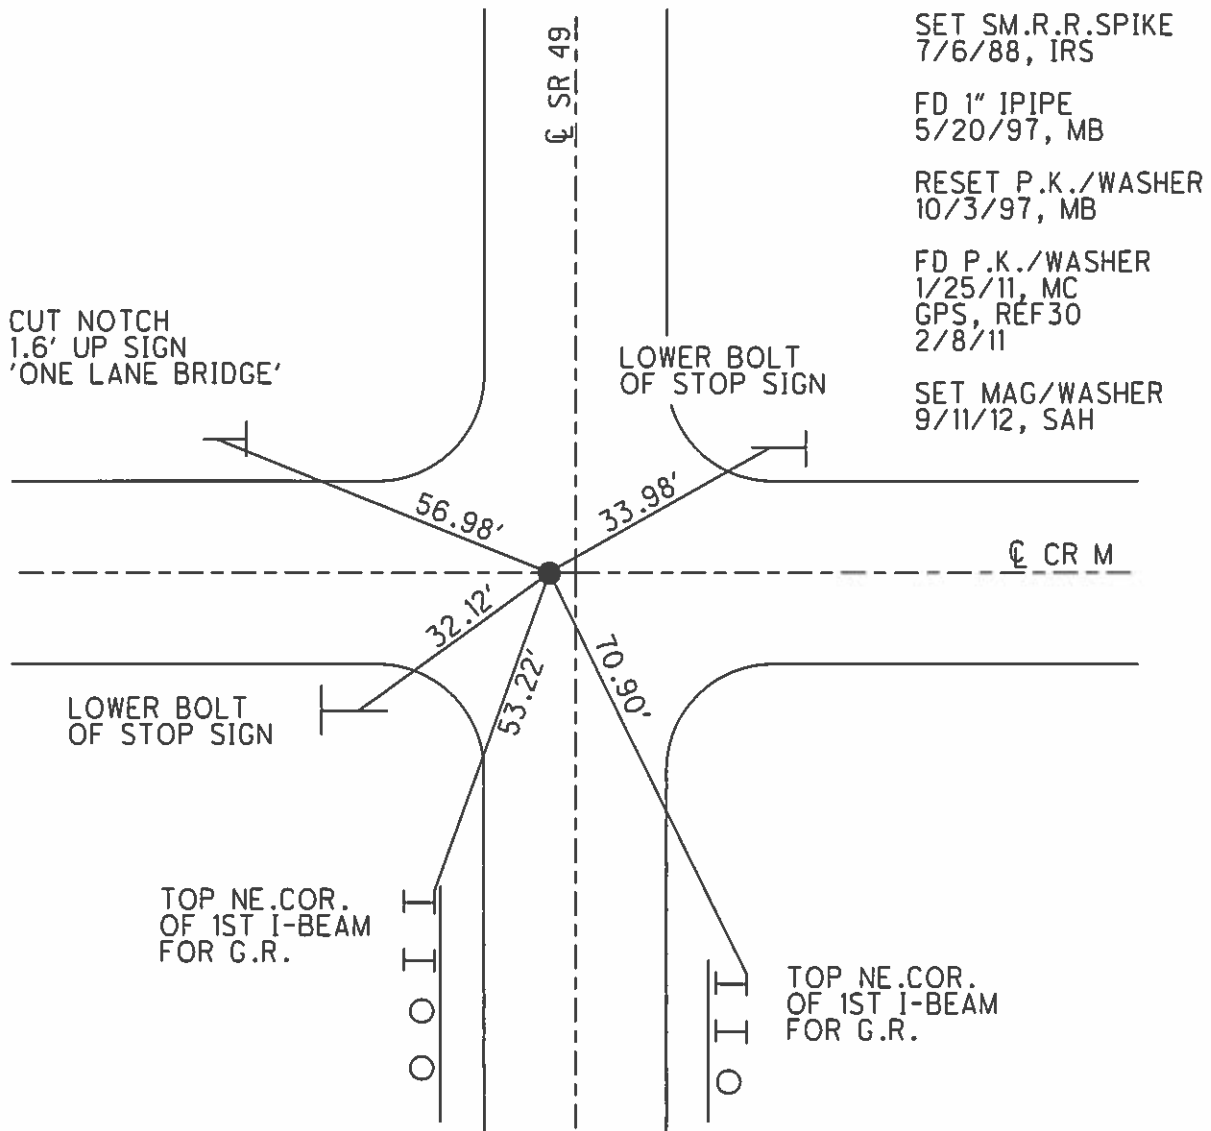 SET SM.R.R.SPIKE
7/6/88, IRS
FD 1" IPIPE
5/20/97, MB
RESET P.K./WASHER
10/3/97, MB
FD P.K./WASHER
1/25/11, MC
GPS, REF30
2/8/11
SET MAG/WASHER
9/11/12, SAH
℄ SR 49
CUT NOTCH
1.6' UP SIGN
'ONE LANE BRIDGE'
LOWER BOLT
OF STOP SIGN
56.98'
33.98'
℄ CR M
32.12'
53.22'
70.90'
LOWER BOLT
OF STOP SIGN
TOP NE.COR.
OF 1ST I-BEAM
FOR G.R.
TOP NE.COR.
OF 1ST I-BEAM
FOR G.R.